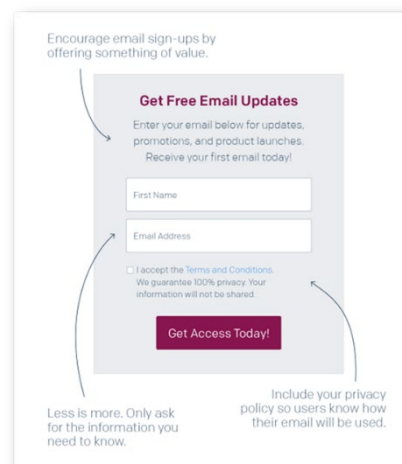 Encourage email sign-ups by
offering something of value.
Get Free Email Updates
Enter your email below for updates,
promotions, and product launches.
Receive your first email today!
First Name
Email Address
I accept the Terms and Conditions.
We guarantee 100% privacy. Your
information will not be shared.
Get Access Today!
Less is more. Only ask
for the information you
need to know.
Include your privacy
policy so users know how
their email will be used.